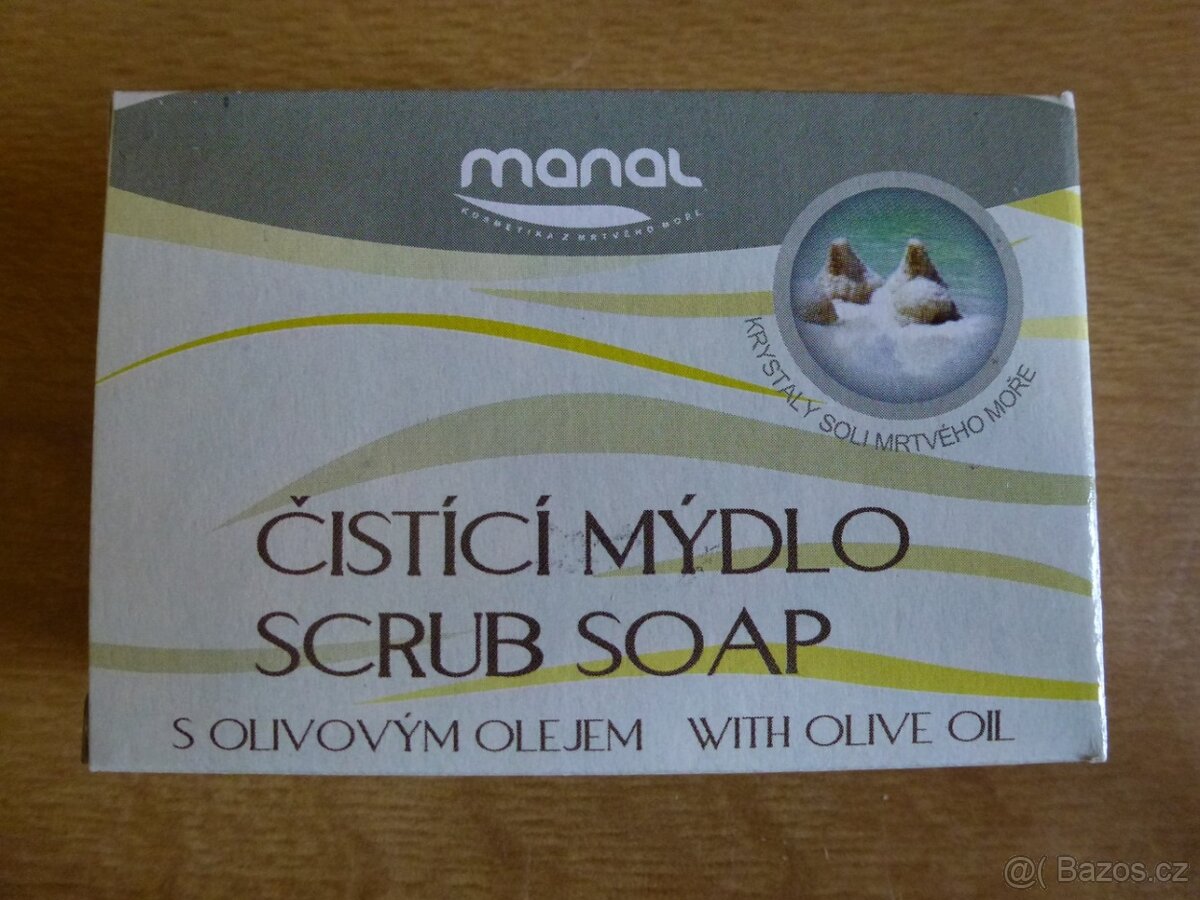 manal
KOSMETIKA Z MRTVÉHO MOŘE
KRYSTALY SOLI MRTVÉHO MOŘE
ČISTÍCÍ MÝDLO
SCRUB SOAP
S OLIVOVÝM OLEJEM WITH OLIVE OIL
@( Bazos.cz